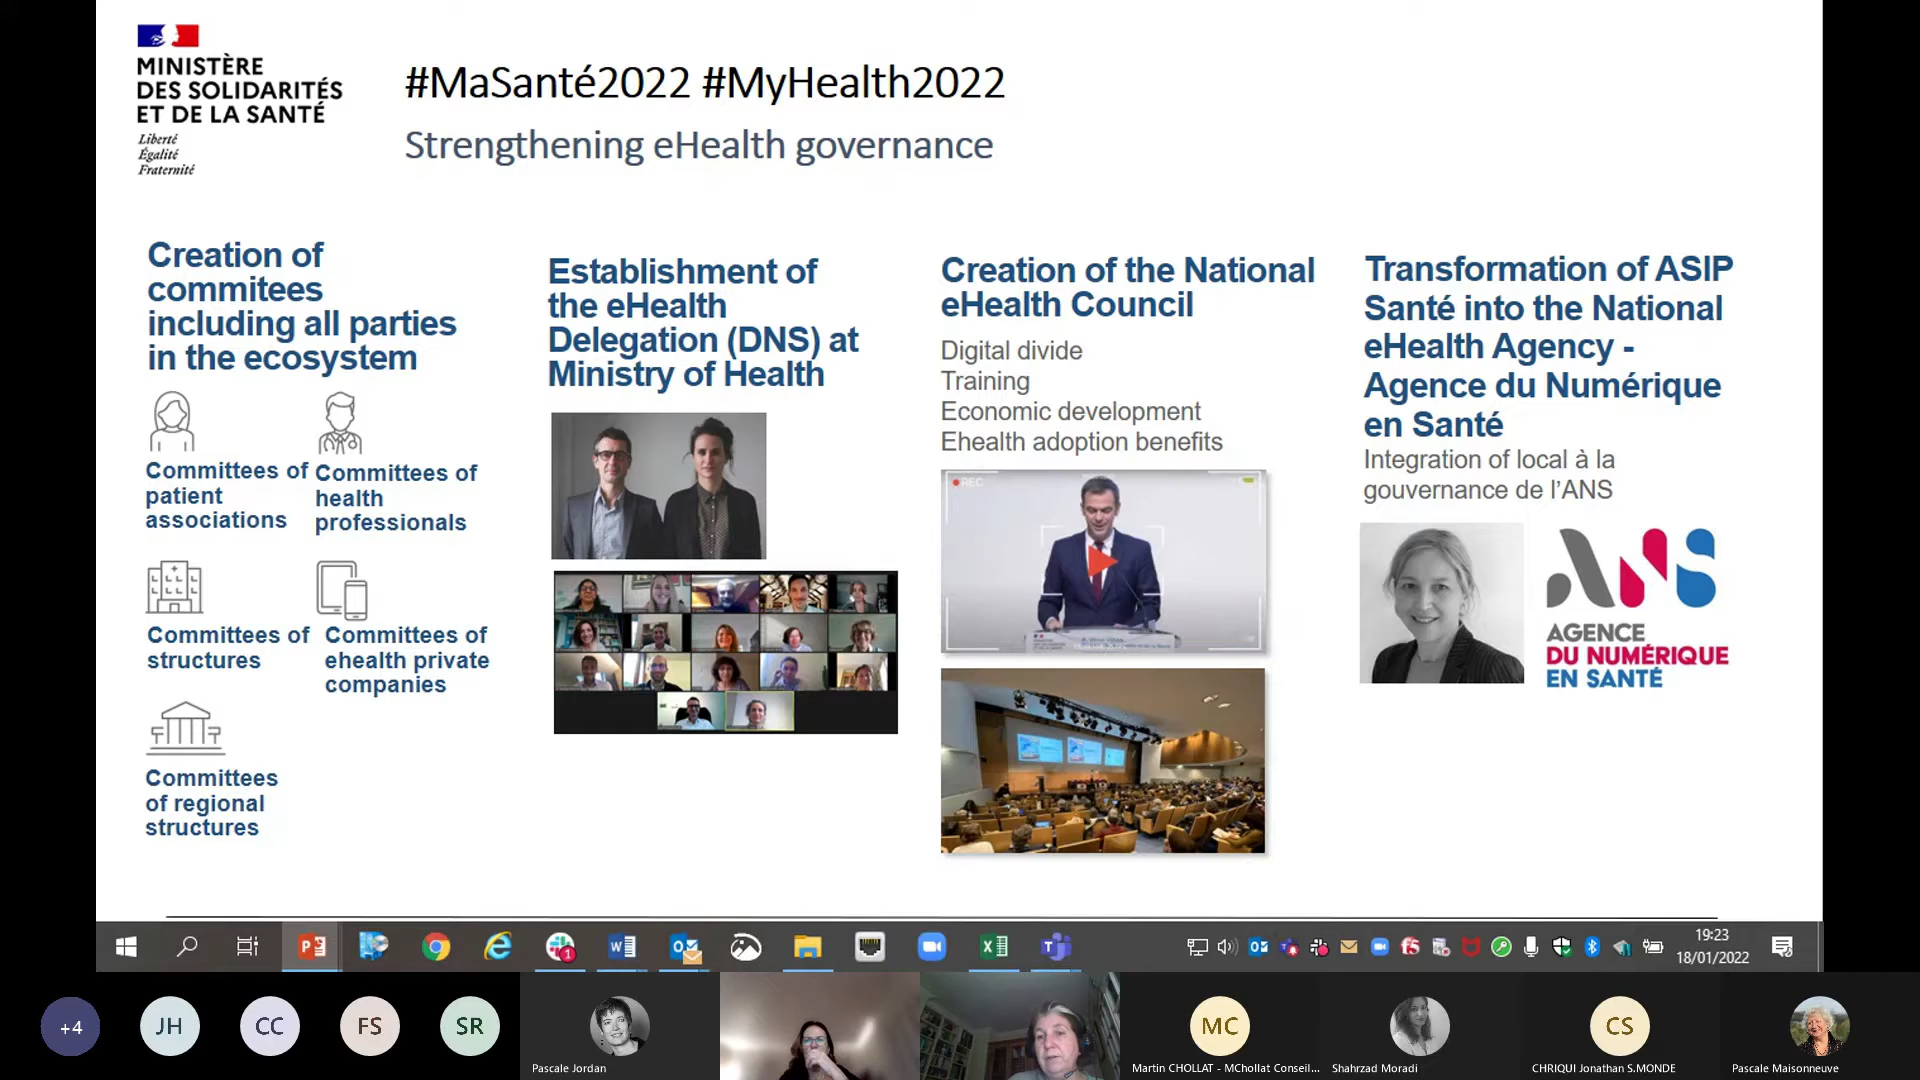 MINISTÈRE
DES SOLIDARITÉS
ET DE LA SANTÉ
Liberté
Égalité
Fraternité
#MaSanté2022 #MyHealth2022
Strengthening eHealth governance
Creation of
commitees
including all parties
in the ecosystem
Committees of
patient
associations
Committees of
health
professionals
Committees of
structures
Committees of
ehealth private
companies
Committees
of regional
structures
Establishment of
the eHealth
Delegation (DNS) at
Ministry of Health
Creation of the National
eHealth Council
Digital divide
Training
Economic development
Ehealth adoption benefits
REC
Transformation of ASIP
Santé into the National
eHealth Agency -
Agence du Numérique
en Santé
Integration of local à la
gouvernance de l'ANS
ANS
AGENCE
DU NUMÉRIQUE
EN SANTÉ
19:23
18/01/2022
+4
JH
CC
FS
SR
Pascale Jordan
MC
Martin CHOLLAT - MChollat Conseil...
Shahrzad Moradi
CS
CHRIQUI Jonathan S.MONDE
Pascale Maisonneuve